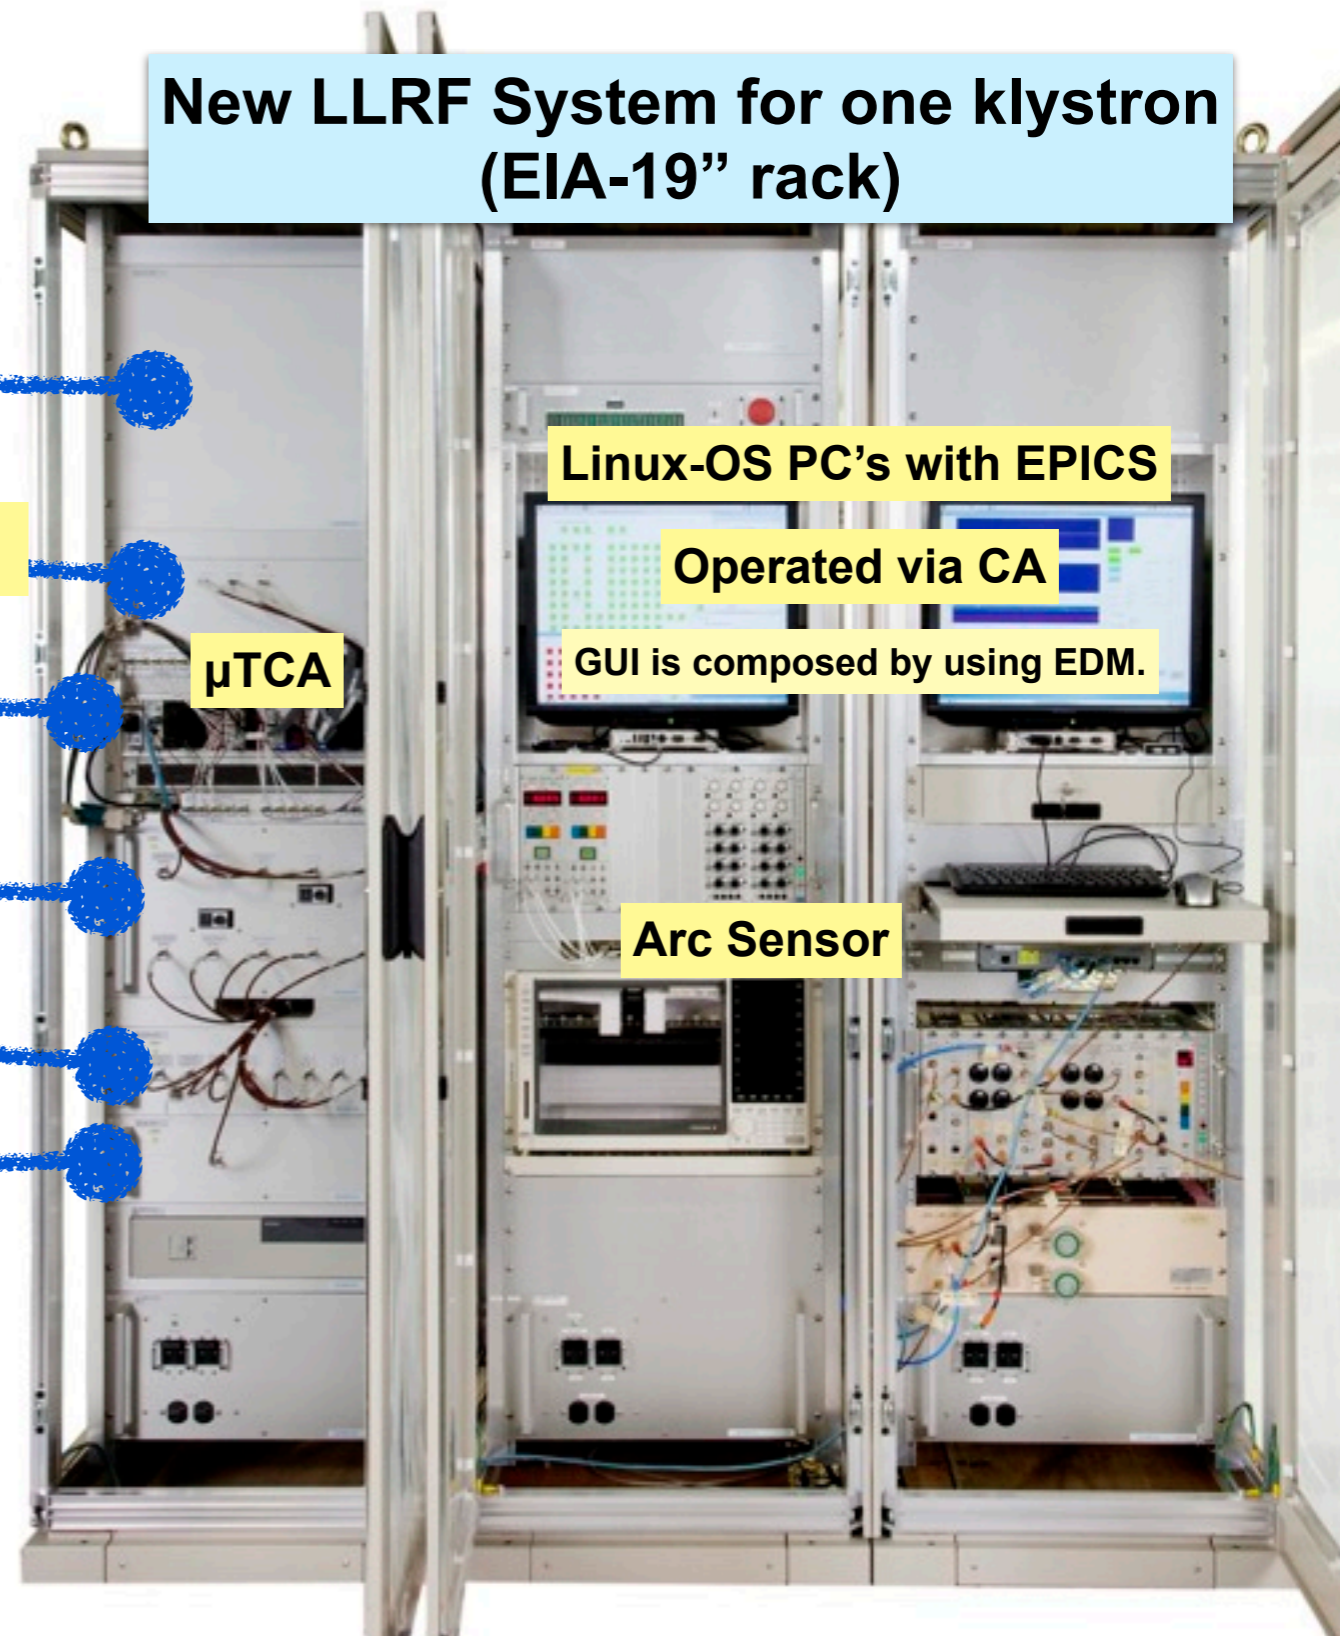 New LLRF System for one klystron
(EIA-19” rack)
Linux-OS PC’s with EPICS
Operated via CA
GUI is composed by using EDM.
µTCA
Arc Sensor